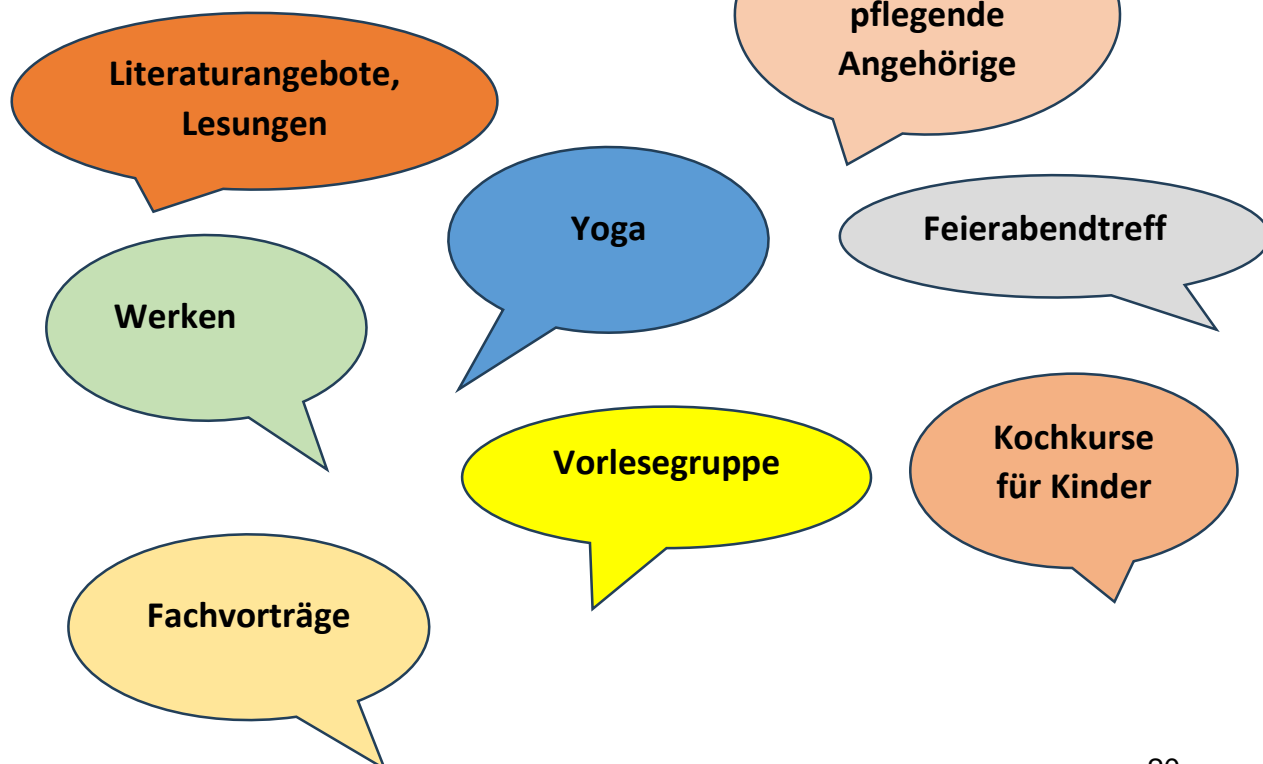 pflegende
Angehörige
Literaturangebote,
Lesungen
Yoga
Feierabendtreff
Werken
Kochkurse
für Kinder
Vorlesegruppe
Fachvorträge